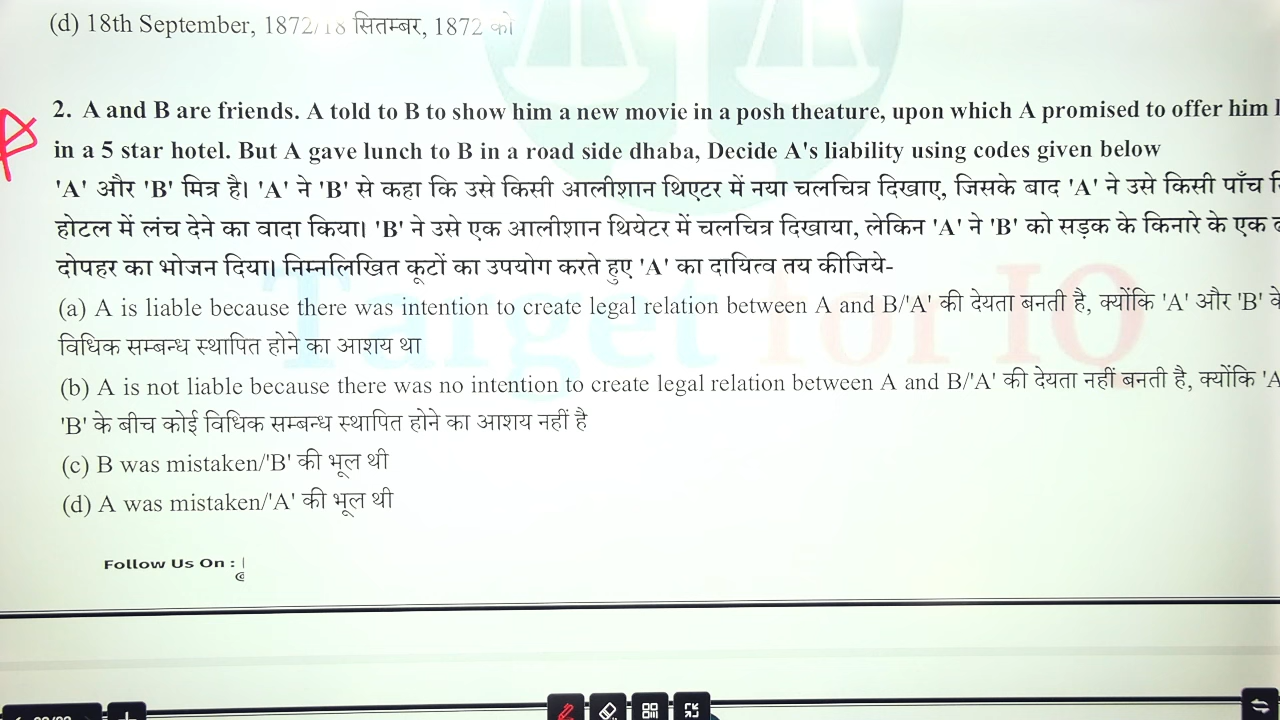 (d) 18th September, 1872/18 सितम्बर, 1872 को
2. A and B are friends. A told to B to show him a new movie in a posh theature, upon which A promised to offer him
in a 5 star hotel. But A gave lunch to B in a road side dhaba, Decide A's liability using codes given below
'A' और 'B' मित्र है। 'A' ने 'B' से कहा कि उसे किसी आलीशान थिएटर में नया चलचित्र दिखाए, जिसके बाद 'A' ने उसे किसी पाँच
होटल में लंच देने का वादा किया। 'B' ने उसे एक आलीशान थियेटर में चलचित्र दिखाया, लेकिन 'A' ने 'B' को सड़क के किनारे के एक
दोपहर का भोजन दिया। निम्नलिखित कूटों का उपयोग करते हुए 'A' का दायित्व तय कीजिये-
(a) A is liable because there was intention to create legal relation between A and B/'A' की देयता बनती है, क्योंकि 'A' और 'B'
विधिक सम्बन्ध स्थापित होने का आशय था
Target for IQ
(b) A is not liable because there was no intention to create legal relation between A and B/'A' की देयता नहीं बनती है, क्योंकि 'A
'B' के बीच कोई विधिक सम्बन्ध स्थापित होने का आशय नहीं है
(c) B was mistaken/'B' की भूल थी
(d) A was mistaken/'A' की भूल थी
Follow Us On :